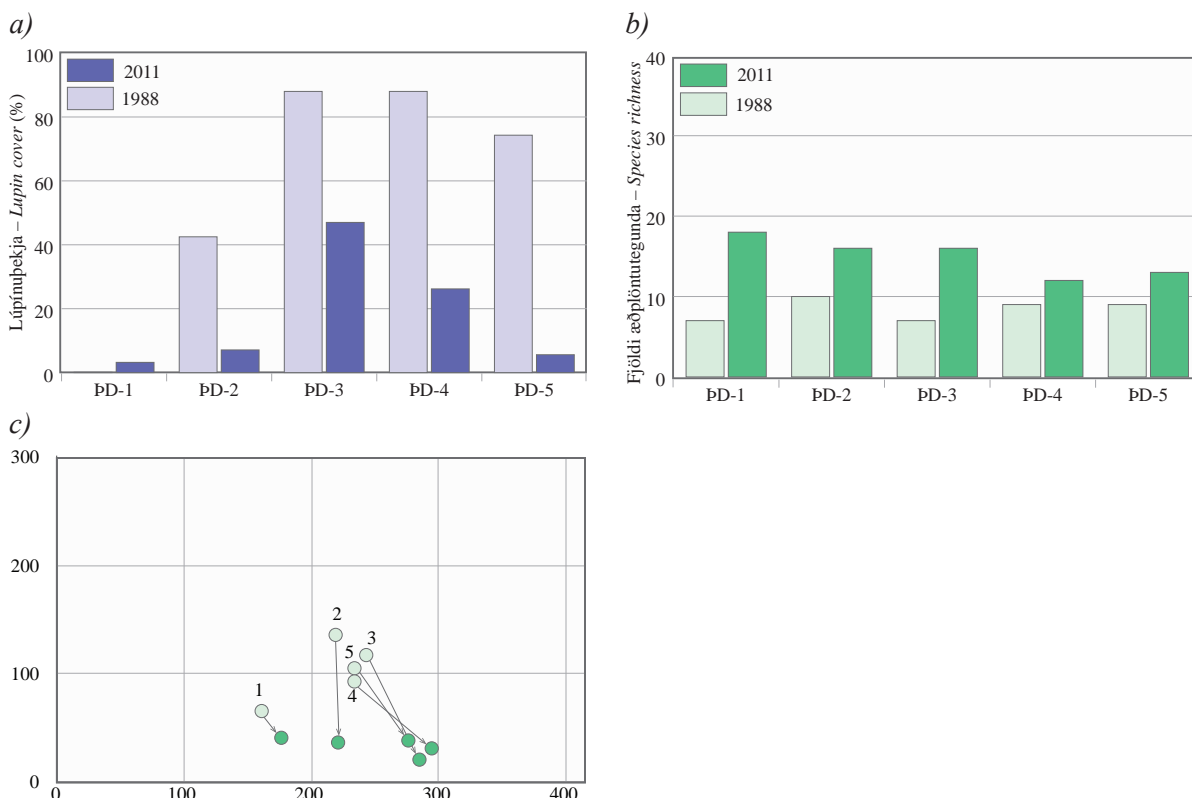 a)
Lúpínuþekja – Lupin cover (%)
100
80
60
40
20
0
2011
1988
ÞD-1 ÞD-2 ÞD-3 ÞD-4 ÞD-5
b)
Fjöldi æðplöntutegunda – Species richness
40
30
20
10
0
2011
1988
ÞD-1 ÞD-2 ÞD-3 ÞD-4 ÞD-5
c)
300
200
100
0
2
5 3
1 4
0 100 200 300 400